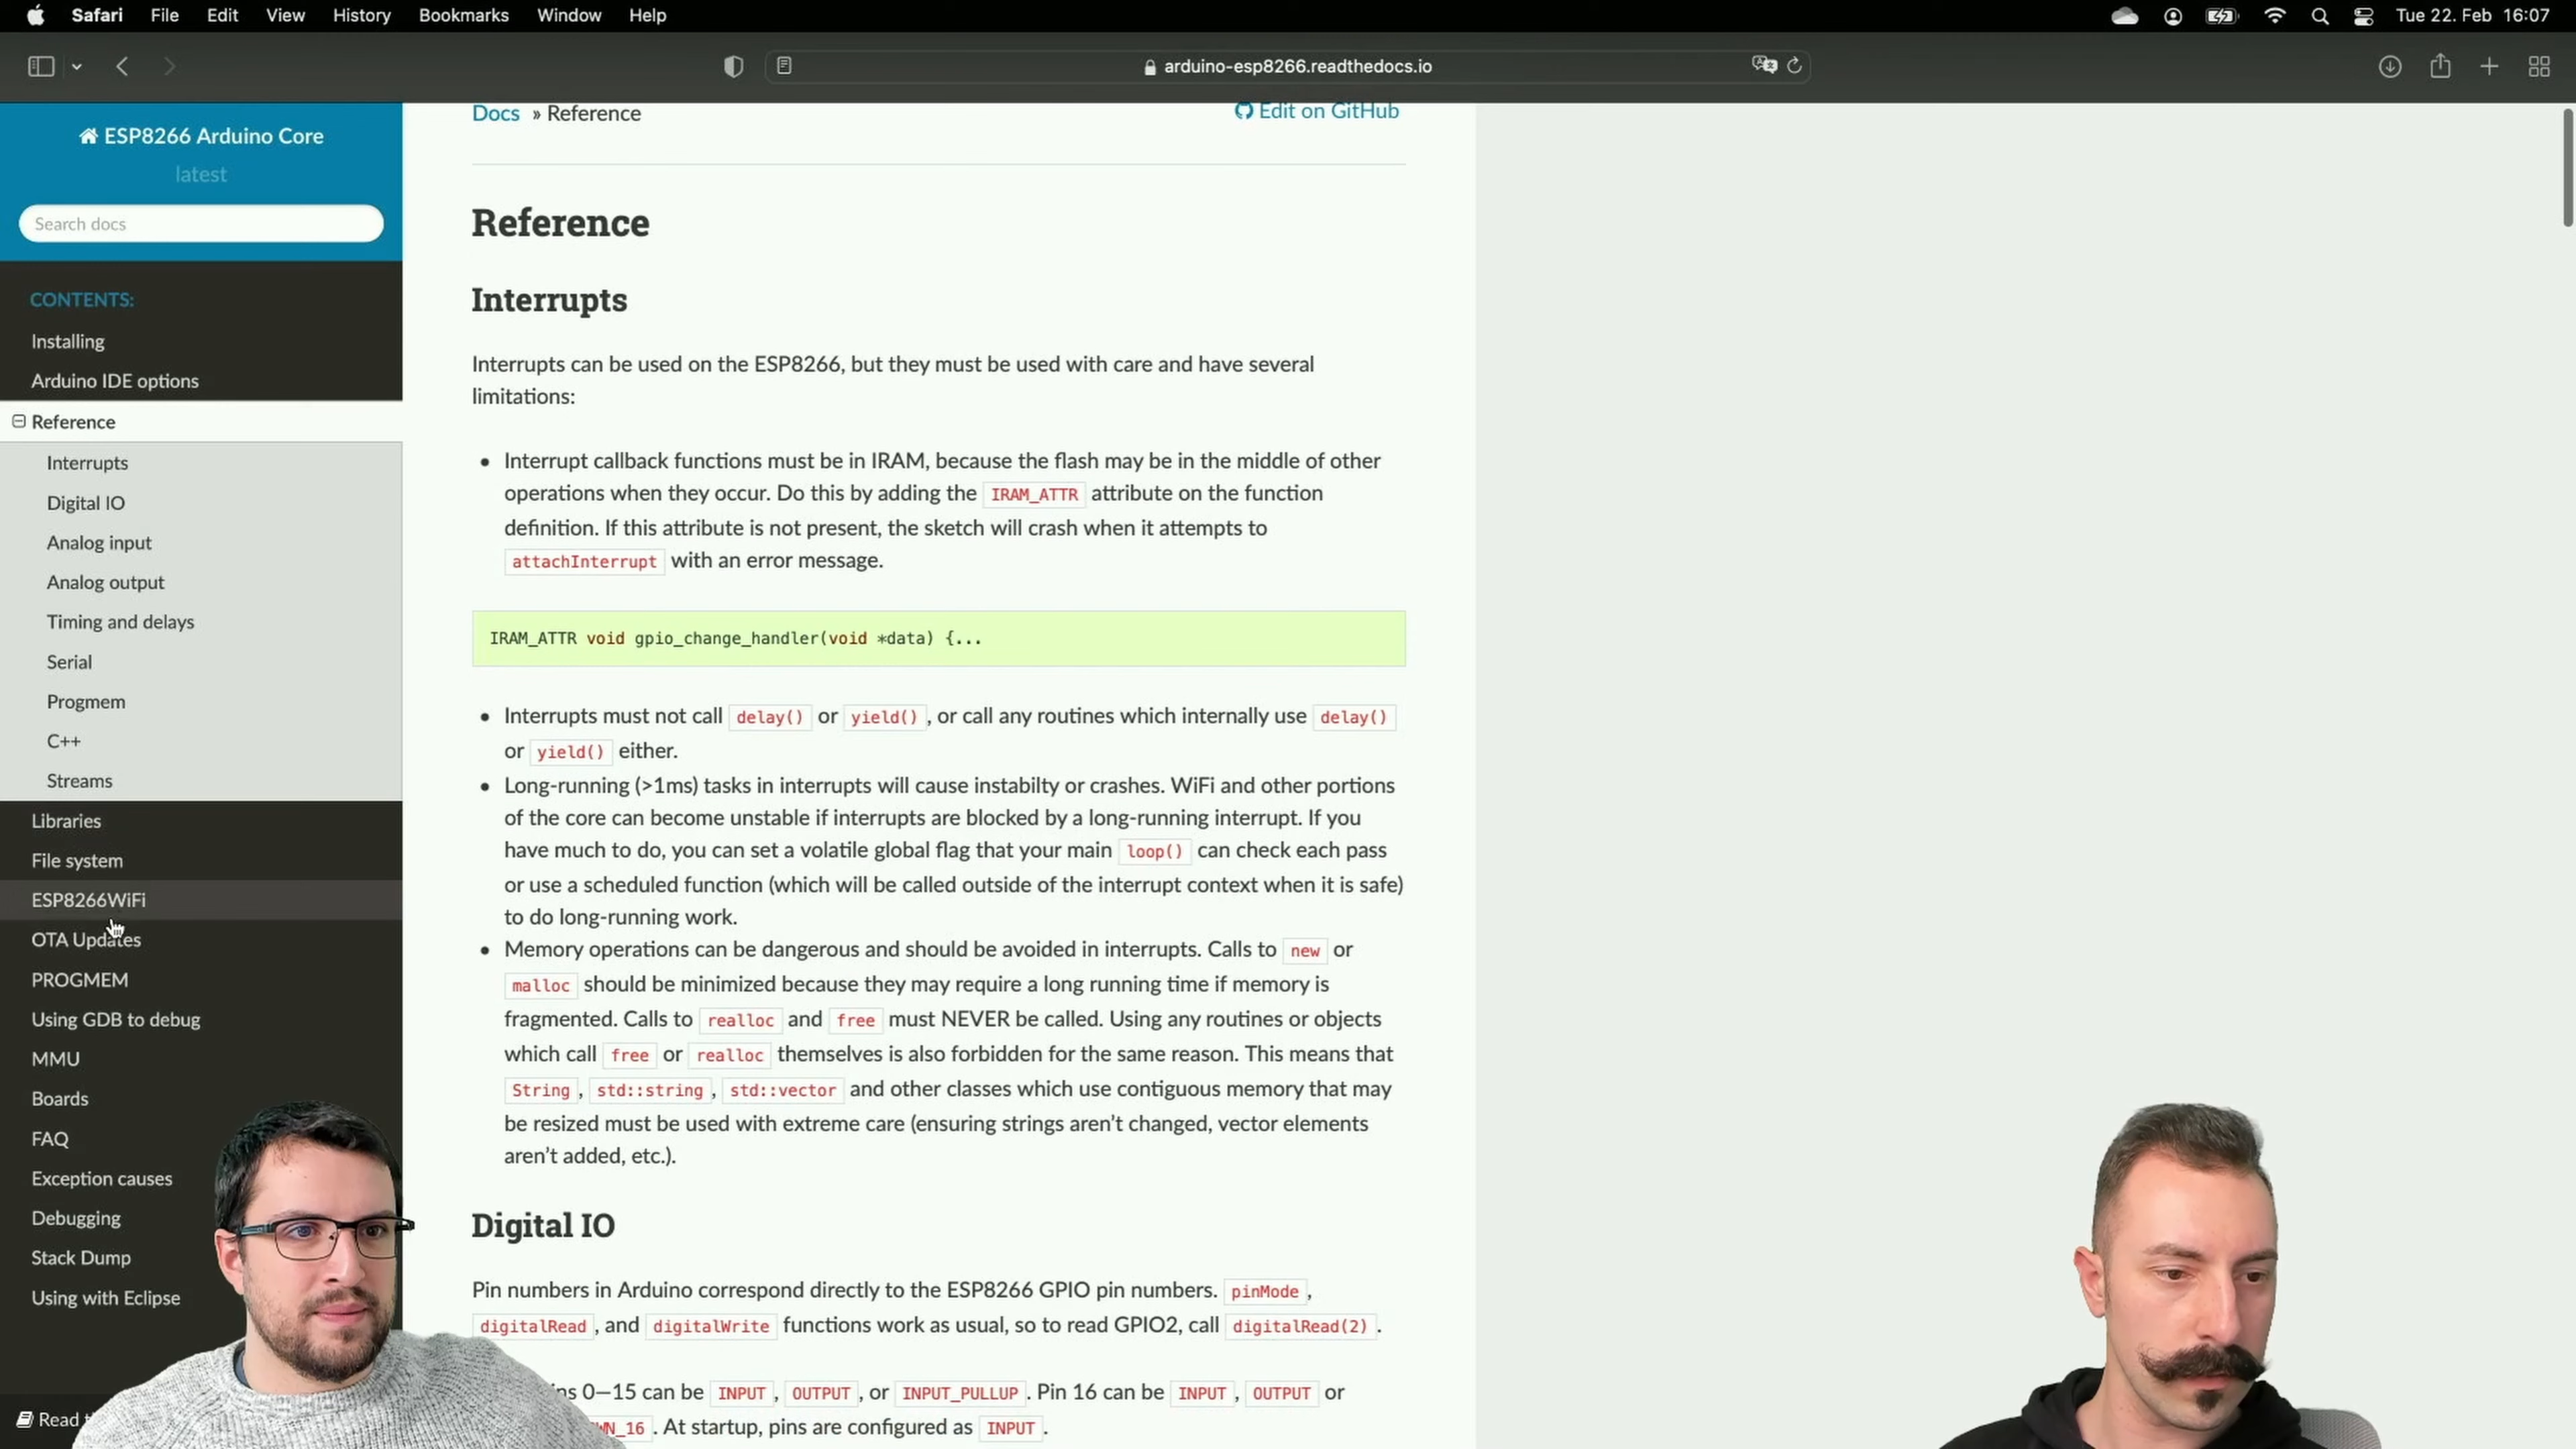 Safari File Edit View History Bookmarks Window Help Tue 22. Feb 16:07
arduino-esp8266.readthedocs.io
ESP8266 Arduino Core
latest
Search docs
CONTENTS:
Installing
Arduino IDE options
Reference
Interrupts
Digital IO
Analog input
Analog output
Timing and delays
Serial
Progmem
C++
Streams
Libraries
File system
ESP8266WiFi
OTA Updates
PROGMEM
Using GDB to debug
MMU
Boards
FAQ
Exception causes
Debugging
Stack Dump
Using with Eclipse
Read
Docs » Reference Edit on GitHub
Reference
Interrupts
Interrupts can be used on the ESP8266, but they must be used with care and have several
limitations:
• Interrupt callback functions must be in IRAM, because the flash may be in the middle of other
operations when they occur. Do this by adding the IRAM_ATTR attribute on the function
definition. If this attribute is not present, the sketch will crash when it attempts to
attachInterrupt with an error message.
IRAM_ATTR void gpio_change_handler(void *data) {...
• Interrupts must not call delay() or yield() , or call any routines which internally use delay()
or yield() either.
• Long-running (>1ms) tasks in interrupts will cause instabilty or crashes. WiFi and other portions
of the core can become unstable if interrupts are blocked by a long-running interrupt. If you
have much to do, you can set a volatile global flag that your main loop() can check each pass
or use a scheduled function (which will be called outside of the interrupt context when it is safe)
to do long-running work.
• Memory operations can be dangerous and should be avoided in interrupts. Calls to new or
malloc should be minimized because they may require a long running time if memory is
fragmented. Calls to realloc and free must NEVER be called. Using any routines or objects
which call free or realloc themselves is also forbidden for the same reason. This means that
String , std::string , std::vector and other classes which use contiguous memory that may
be resized must be used with extreme care (ensuring strings aren't changed, vector elements
aren't added, etc.).
Digital IO
Pin numbers in Arduino correspond directly to the ESP8266 GPIO pin numbers. pinMode ,
digitalRead , and digitalWrite functions work as usual, so to read GPIO2, call digitalRead(2) .
ns 0—15 can be INPUT , OUTPUT , or INPUT_PULLUP . Pin 16 can be INPUT , OUTPUT or
WN_16 . At startup, pins are configured as INPUT .